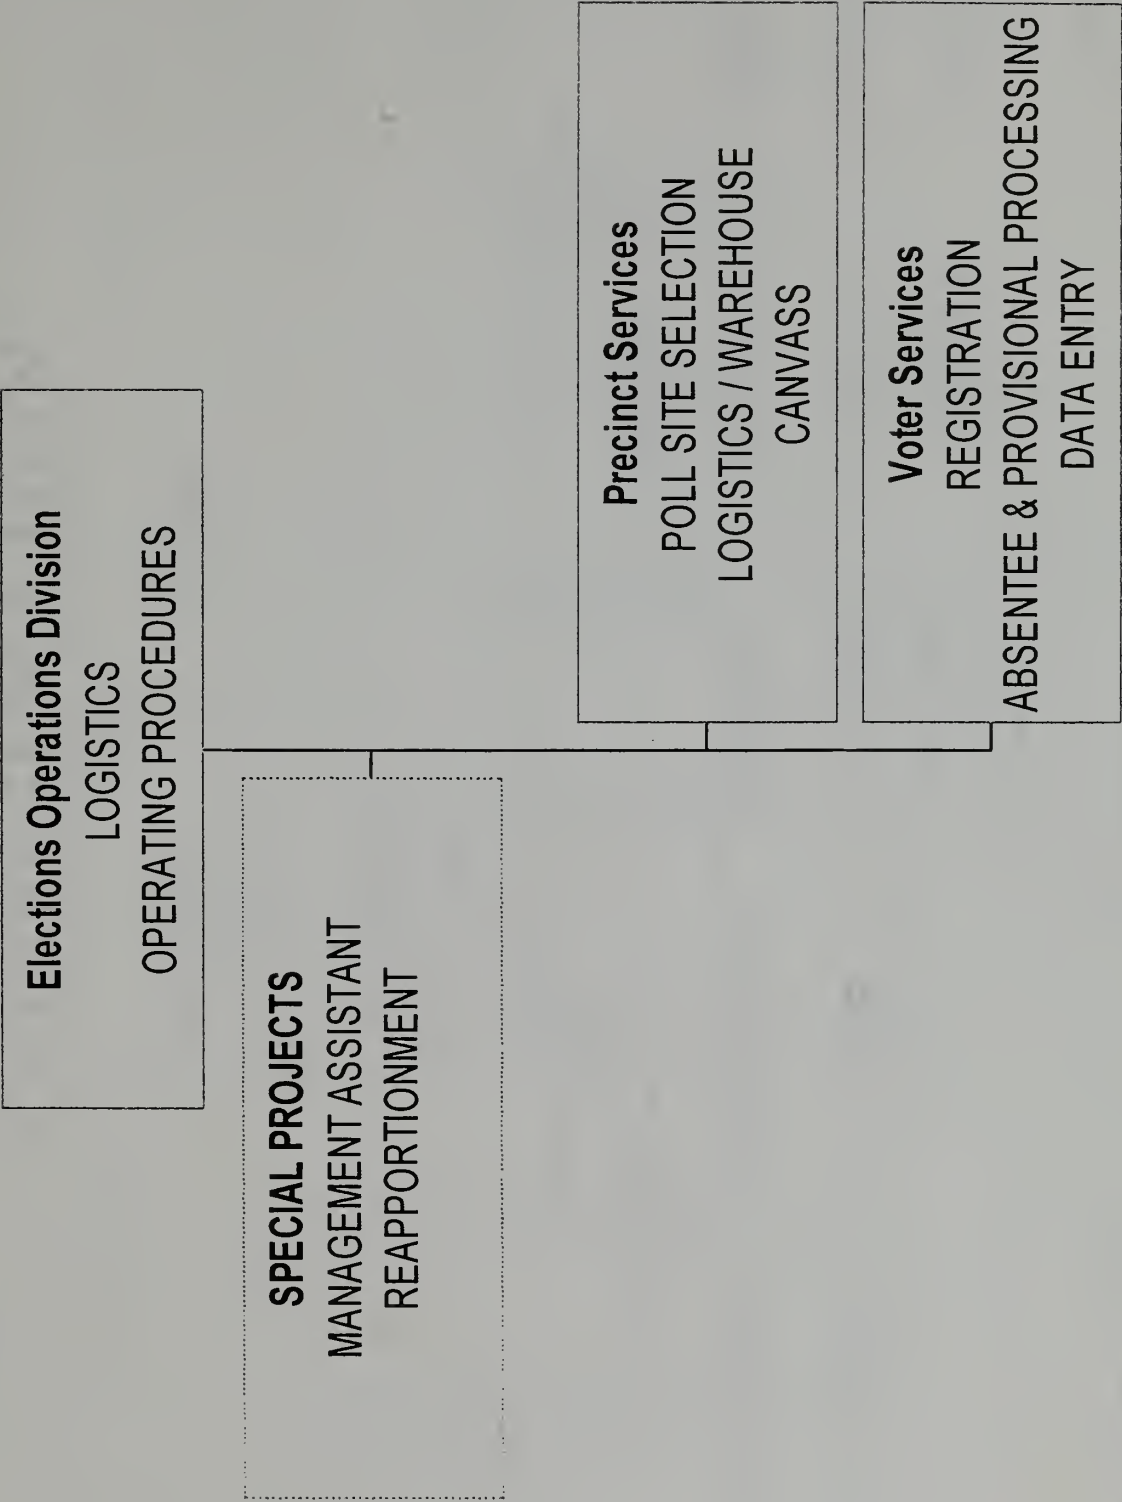 Elections Operations Division
LOGISTICS
OPERATING PROCEDURES
SPECIAL PROJECTS
MANAGEMENT ASSISTANT
REAPPORTIONMENT
Precinct Services
POLL SITE SELECTION
LOGISTICS / WAREHOUSE
CANVASS
Voter Services
REGISTRATION
ABSENTEE & PROVISIONAL PROCESSING
DATA ENTRY